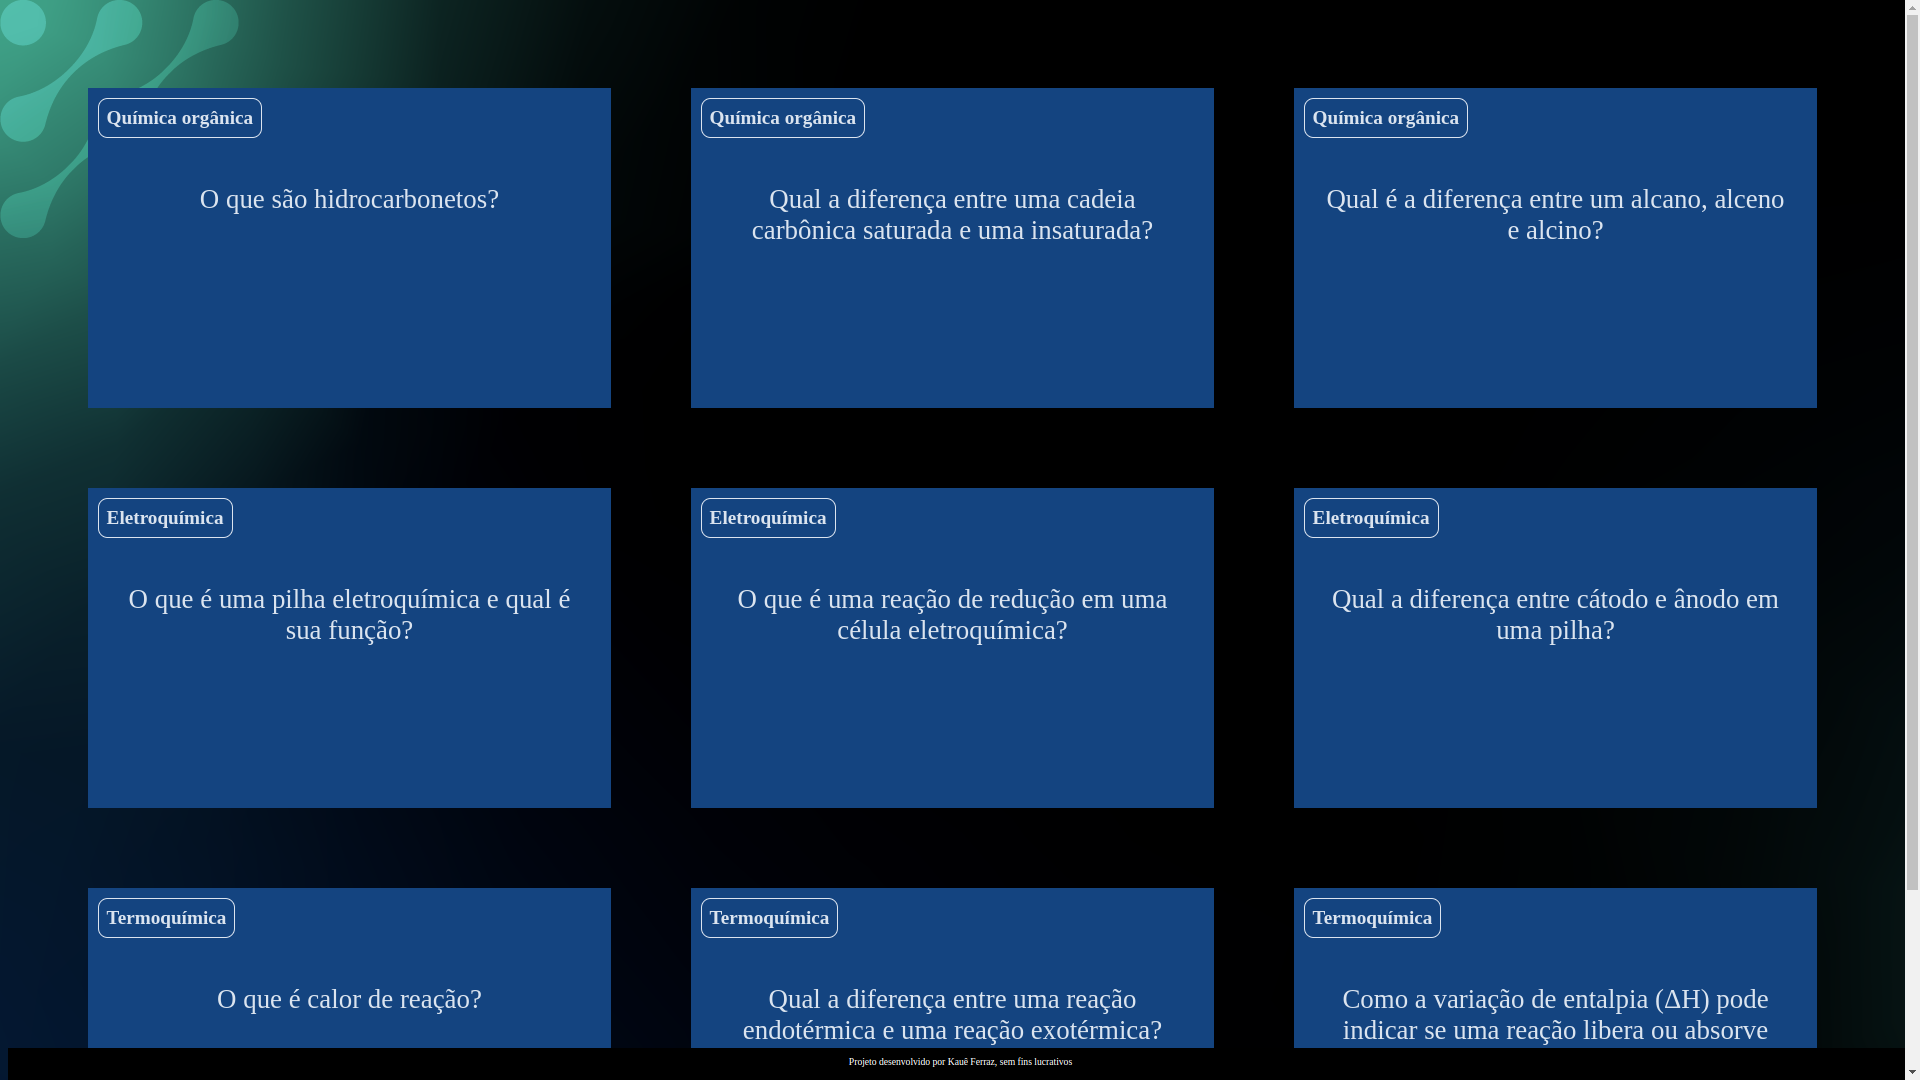 Química orgânica
O que são hidrocarbonetos?
Química orgânica
Qual a diferença entre uma cadeia
carbônica saturada e uma insaturada?
Química orgânica
Qual é a diferença entre um alcano, alceno
e alcino?
Eletroquímica
O que é uma pilha eletroquímica e qual é
sua função?
Eletroquímica
O que é uma reação de redução em uma
célula eletroquímica?
Eletroquímica
Qual a diferença entre cátodo e ânodo em
uma pilha?
Termoquímica
O que é calor de reação?
Termoquímica
Qual a diferença entre uma reação
endotérmica e uma reação exotérmica?
Termoquímica
Como a variação de entalpia (ΔH) pode
indicar se uma reação libera ou absorve
Projeto desenvolvido por Kauê Ferraz, sem fins lucrativos